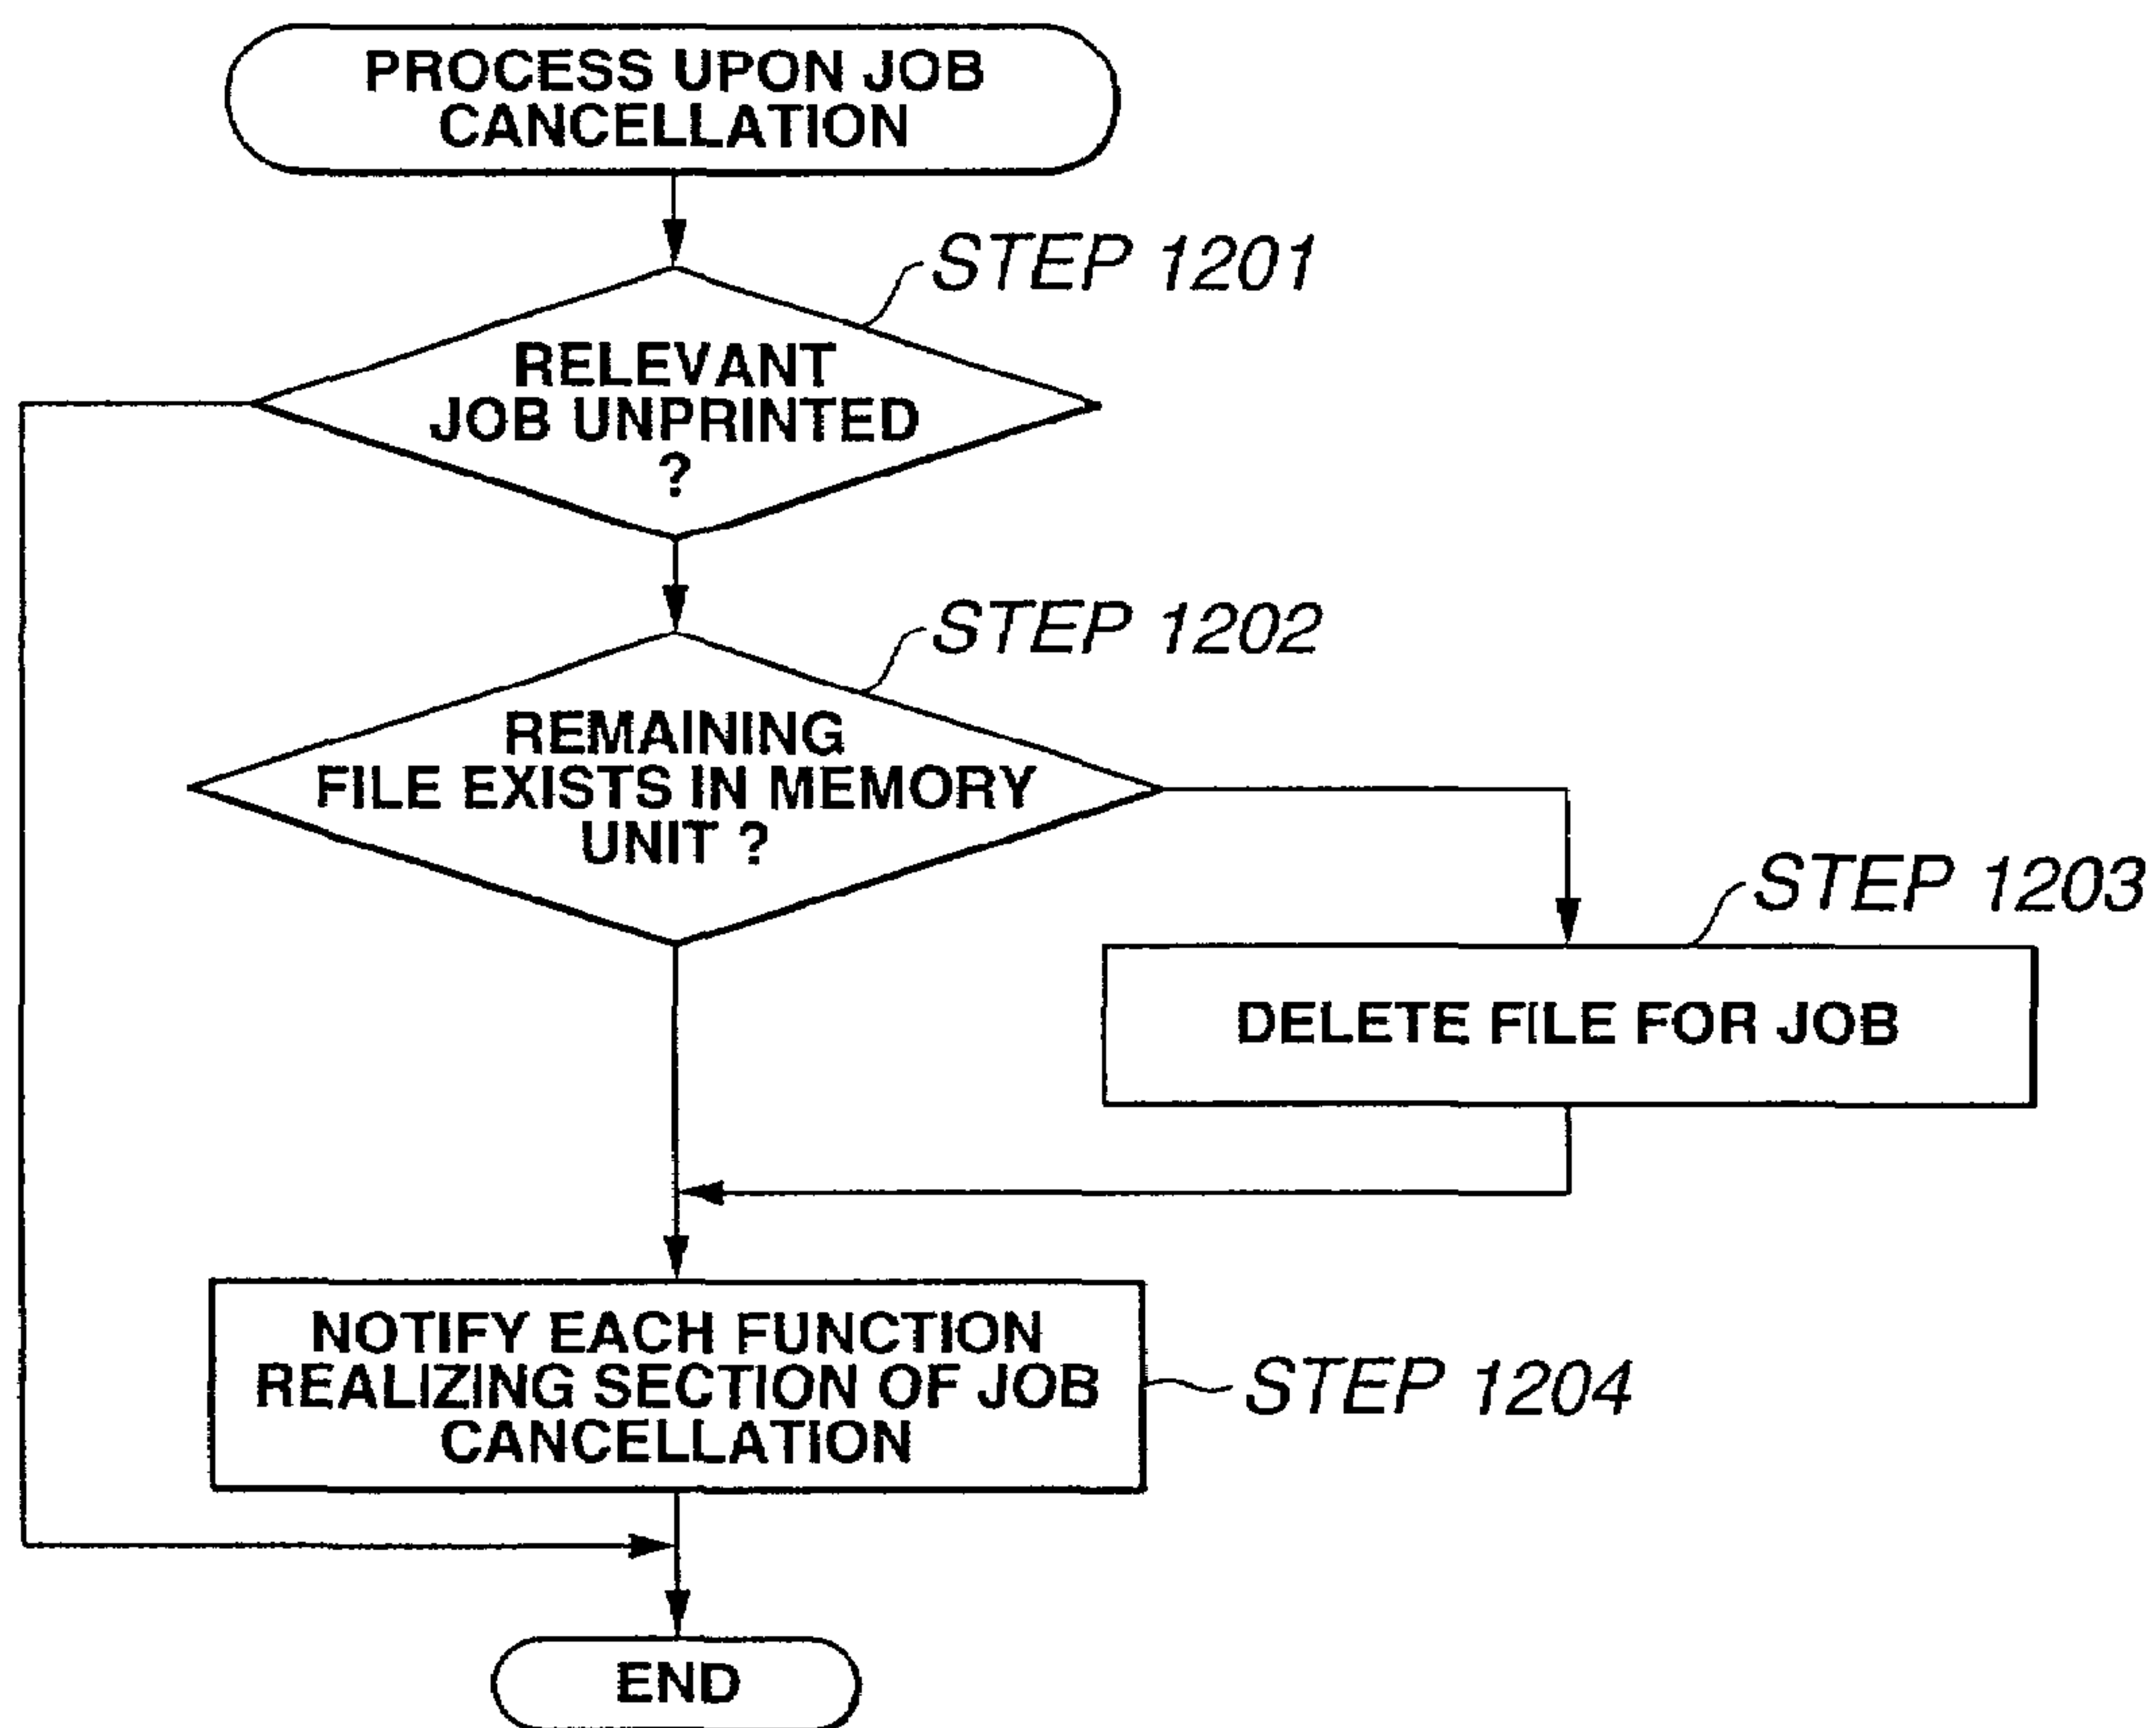 PROCESS UPON JOB
CANCELLATION
STEP 1201
RELEVANT
JOB UNPRINTED
?
STEP 1202
REMAINING
FILE EXISTS IN MEMORY
UNIT ?
STEP 1203
DELETE FILE FOR JOB
NOTIFY EACH FUNCTION
REALIZING SECTION OF JOB
CANCELLATION
STEP 1204
END